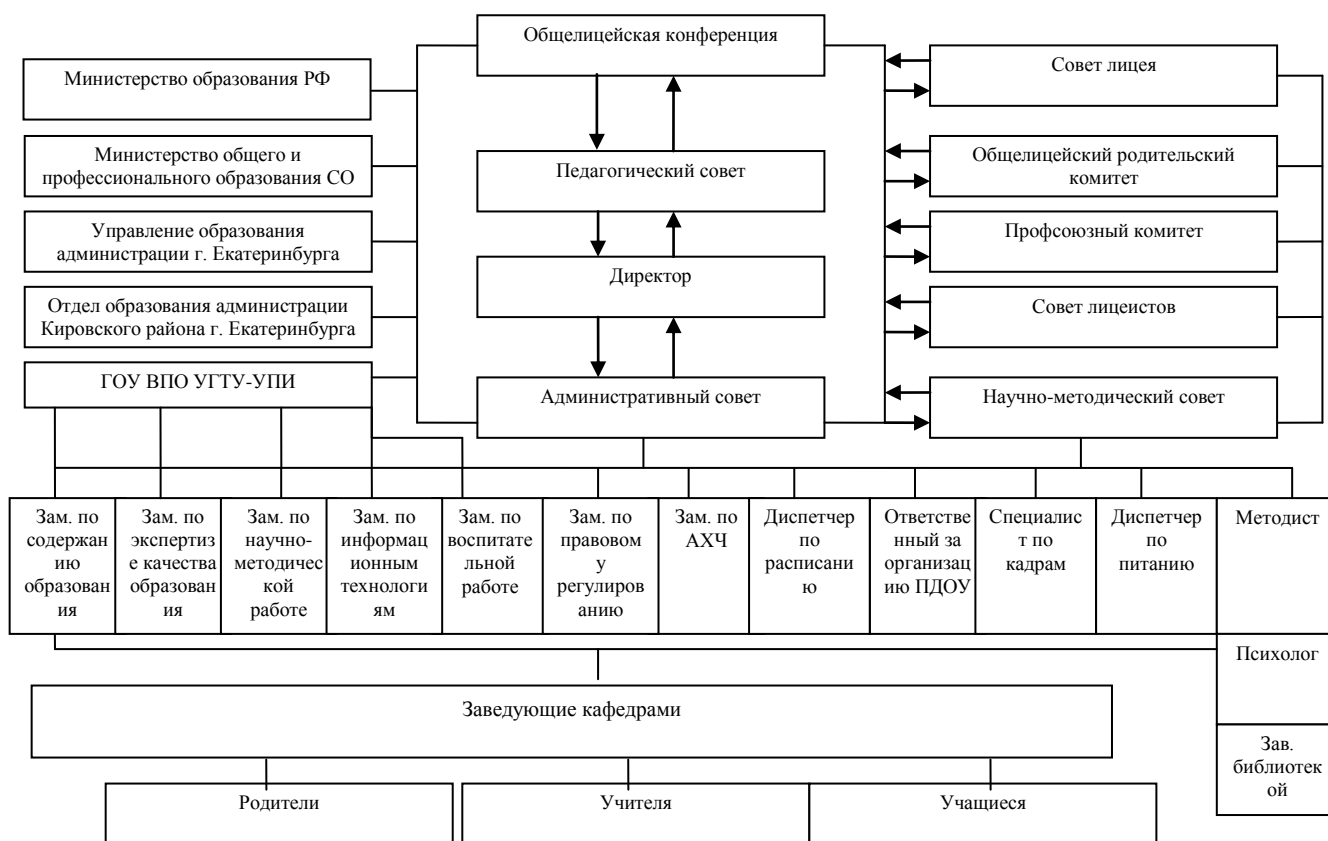 Общелицейская конференция
Министерство образования РФ
Совет лицея
Министерство общего и
профессионального образования СО
Педагогический совет
Общелицейский родительский
комитет
Управление образования
администрации г. Екатеринбурга
Профсоюзный комитет
Директор
Отдел образования администрации
Кировского района г. Екатеринбурга
Совет лицеистов
ГОУ ВПО УГТУ-УПИ
Административный совет
Научно-методический совет
Зам. по
содержа
нию
образован
ия
Зам. по
экспертиз
е качества
образован
ия
Зам. по
научно-
методичес
кой
работе
Зам. по
информац
ионным
технологи
ям
Зам. по
воспитате
льной
работе
Зам. по
правовом
у
регулиров
анию
Зам. по
АХЧ
Диспетчер
по
расписани
ю
Ответстве
нный за
организац
ию ПДОУ
Специалис
т по
кадрам
Диспетчер
по
питанию
Методист
Психолог
Заведующие кафедрами
Зав.
библиотек
ой
Родители
Учителя
Учащиеся